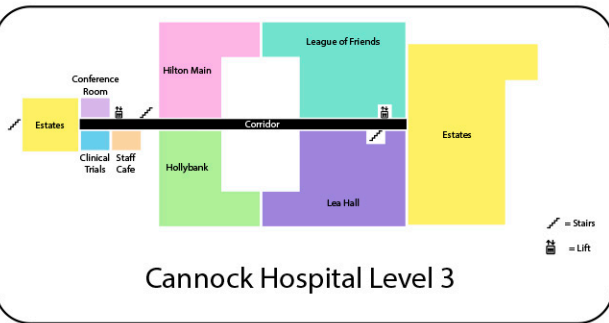 League of Friends
Hilton Main
Conference
Room
Estates
Corridor
Estates
Clinical
Trials
Staff
Cafe
Hollybank
Lea Hall
= Stairs
= Lift
Cannock Hospital Level 3